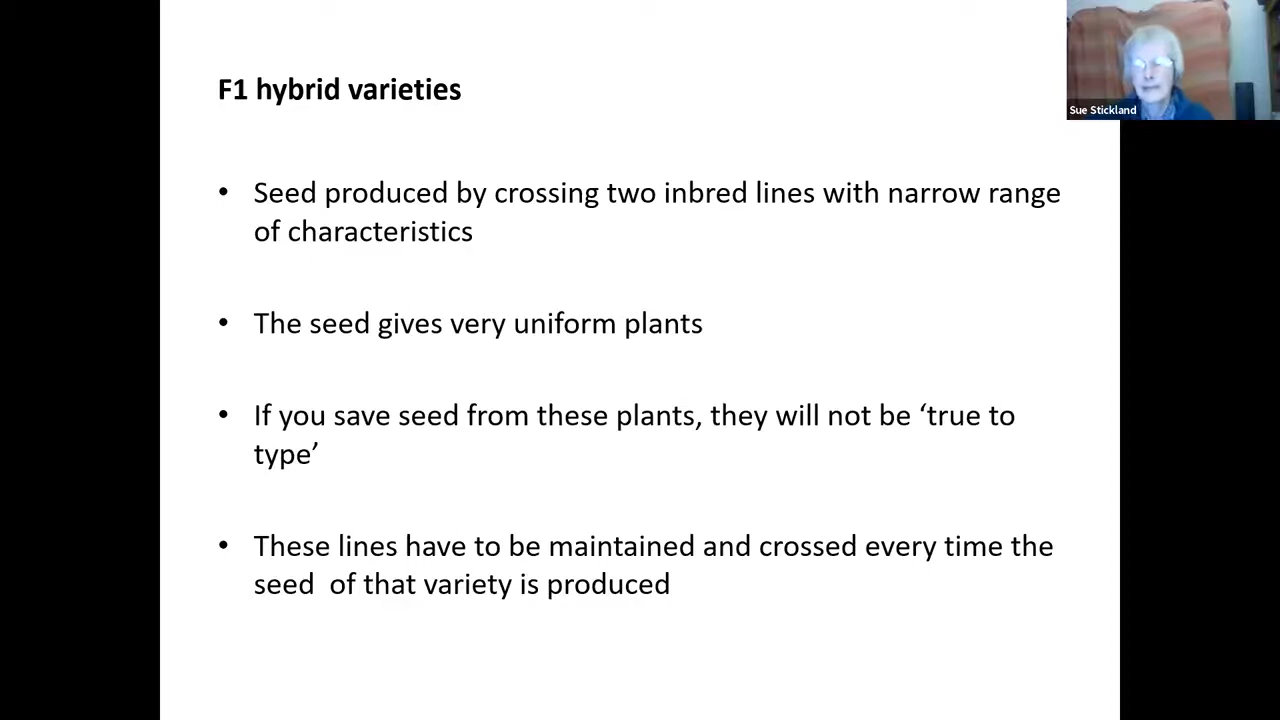 F1 hybrid varieties
Sue Stickland
• Seed produced by crossing two inbred lines with narrow range
of characteristics
• The seed gives very uniform plants
• If you save seed from these plants, they will not be ‘true to
type’
• These lines have to be maintained and crossed every time the
seed  of that variety is produced